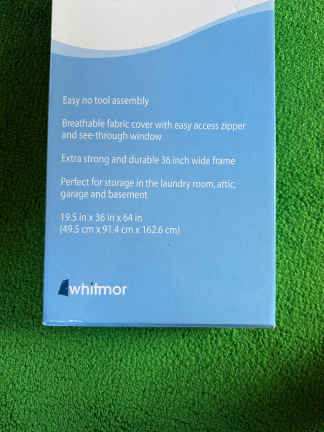 Easy no tool assembly
Breathable fabric cover with easy access zipper
and see-through window
Extra strong and durable 36 inch wide frame
Perfect for storage in the laundry room, attic,
garage and basement
19.5 in x 36 in x 64 in
(49.5 cm x 91.4 cm x 162.6 cm)
whitmor